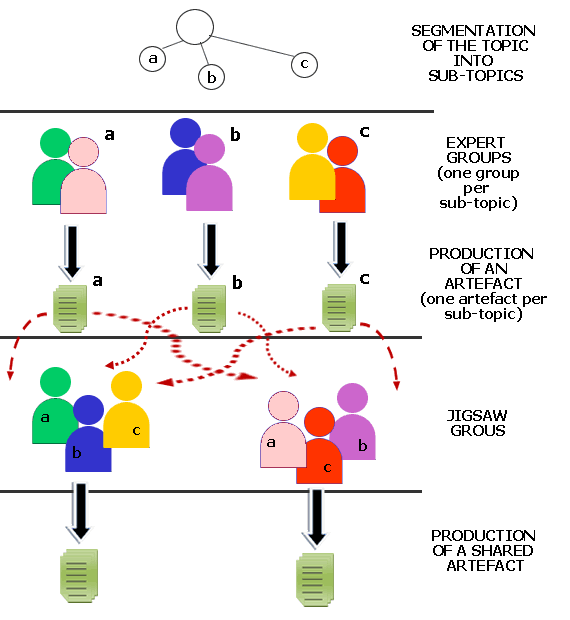 SEGMENTATION
OF THE TOPIC
INTO
SUB-TOPICS
a
b
c
a
b
c
EXPERT
GROUPS
(one group
per
sub-topic)
a
b
c
PRODUCTION
OF AN
ARTEFACT
(one artefact per
sub-topic)
a
b
c
a
c
b
JIGSAW
GROUS
PRODUCTION
OF A SHARED
ARTEFACT